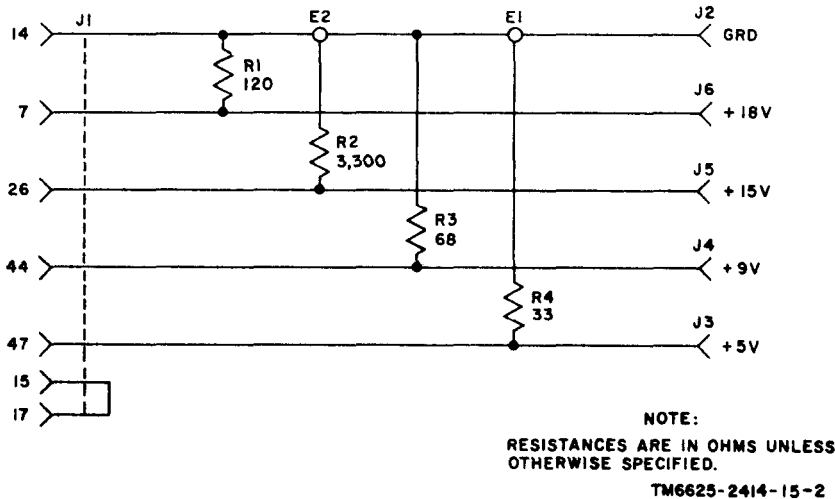 J1 E2 E1 J2
14 GRD
R1
120
J6
7 +18V
R2
3,300
J5
26 +15V
R3
68
J4
44 +9V
R4
33
J3
47 +5V
15
17
NOTE:
RESISTANCES ARE IN OHMS UNLESS
OTHERWISE SPECIFIED.
TM6625-2414-15-2